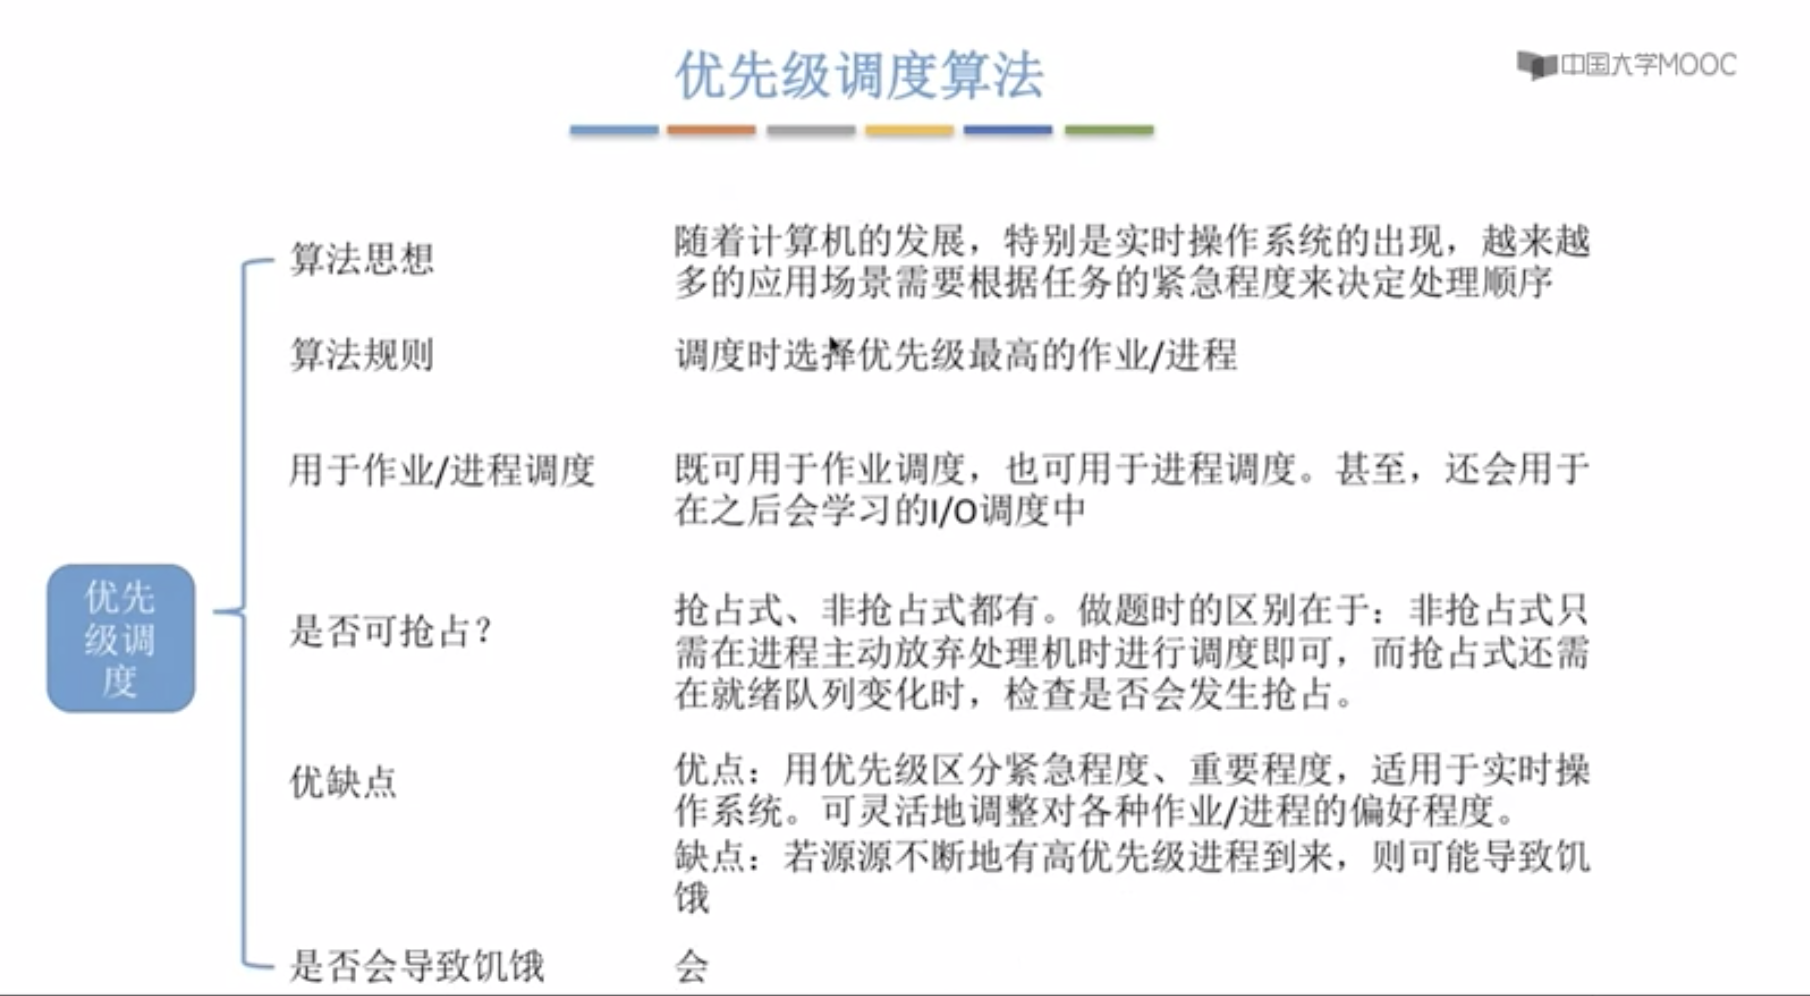 优先级调度算法
中国大学MOOC
算法思想
随着计算机的发展，特别是实时操作系统的出现，越来越
多的应用场景需要根据任务的紧急程度来决定处理顺序
算法规则
调度时选择优先级最高的作业/进程
用于作业/进程调度
既可用于作业调度，也可用于进程调度。甚至，还会用于
在之后会学习的I/O调度中
优先
级调
度
是否可抢占？
抢占式、非抢占式都有。做题时的区别在于：非抢占式只
需在进程主动放弃处理机时进行调度即可，而抢占式还需
在就绪队列变化时，检查是否会发生抢占。
优缺点
优点：用优先级区分紧急程度、重要程度，适用于实时操
作系统。可灵活地调整对各种作业/进程的偏好程度。
缺点：若源源不断地有高优先级进程到来，则可能导致饥
饿
是否会导致饥饿
会